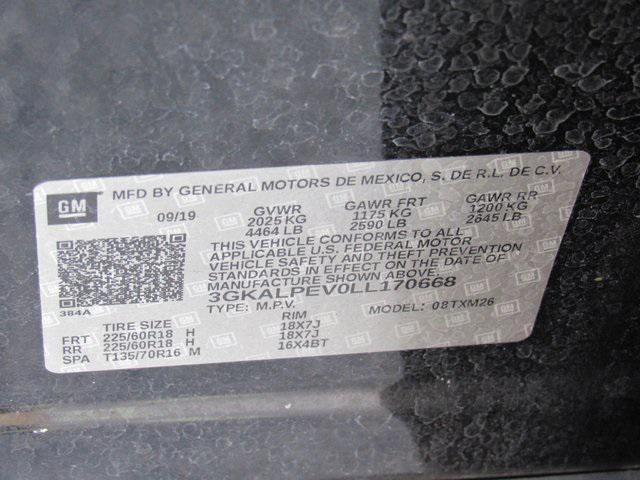 GM MFD BY GENERAL MOTORS DE MEXICO, S. DE R.L. DE C.V.
09/19 GVWR GAWR FRT GAWR RR
2025 KG 1175 KG 1200 KG
4464 LB 2590 LB 2645 LB
THIS VEHICLE CONFORMS TO ALL
APPLICABLE U.S. FEDERAL MOTOR
VEHICLE SAFETY AND THEFT PREVENTION
STANDARDS IN EFFECT ON THE DATE OF
MANUFACTURE SHOWN ABOVE.
384A 3GKALPEV0LL170668
TYPE: M.P.V. MODEL: 08TXM26
TIRE SIZE RIM
FRT 225/60R18 H 18X7J
RR 225/60R18 H 18X7J
SPA T135/70R16 M 16X4BT